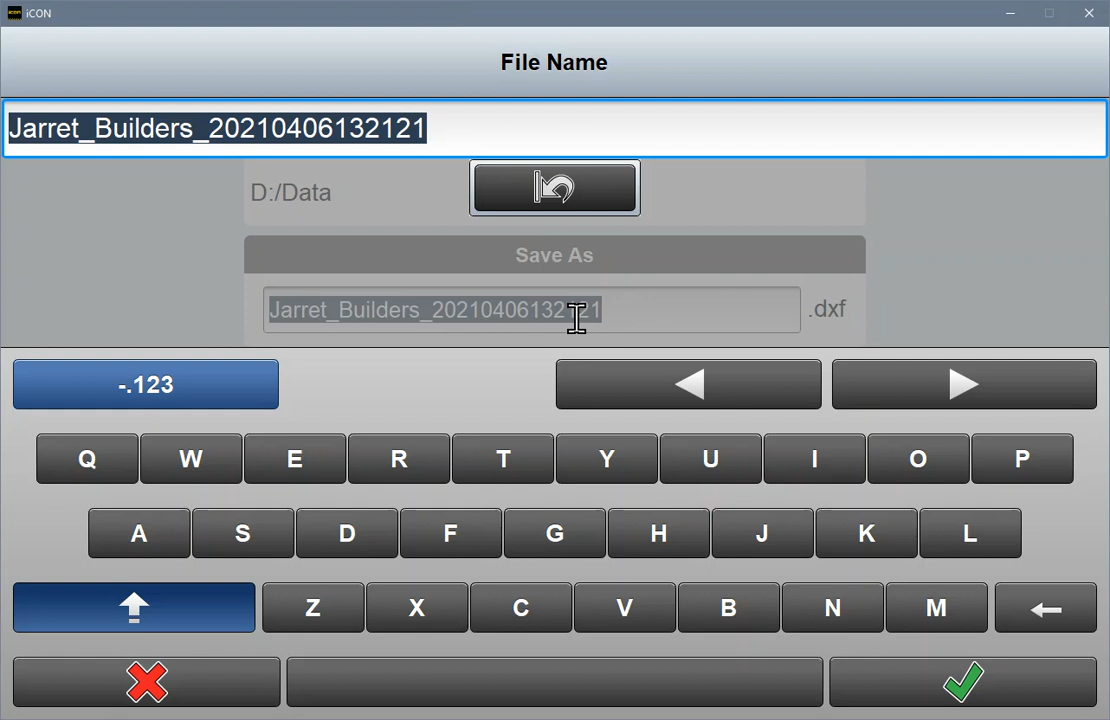 iCON
File Name
Jarret_Builders_20210406132121
D:/Data
Save As
Jarret_Builders_20210406132121 .dxf
-.123
Q W E R T Y U I O P
A S D F G H J K L
Z X C V B N M